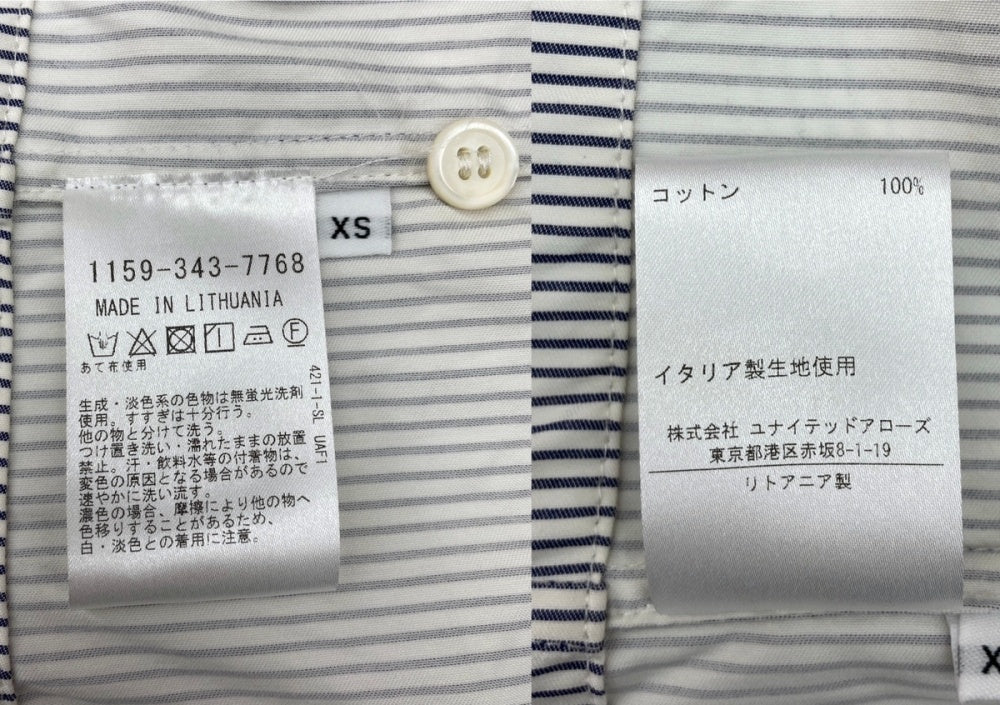 1159-343-7768
MADE IN LITHUANIA
F
あて布使用
生成・淡色系の色物は無蛍光洗剤
使用。すすぎは十分行う。
他の物と分けて洗う。
つけ置き洗い・濡れたままの放置
禁止。汗・飲料水等の付着物は、
変色の原因となる場合があるので
速やかに洗い流す。
濃色の場合、摩擦により他の物へ
色移りすることがあるため、
白・淡色との着用に注意。
421-1-SL UAF1
XS
コットン 100%
イタリア製生地使用
株式会社 ユナイテッドアローズ
東京都港区赤坂8-1-19
リトアニア製
X